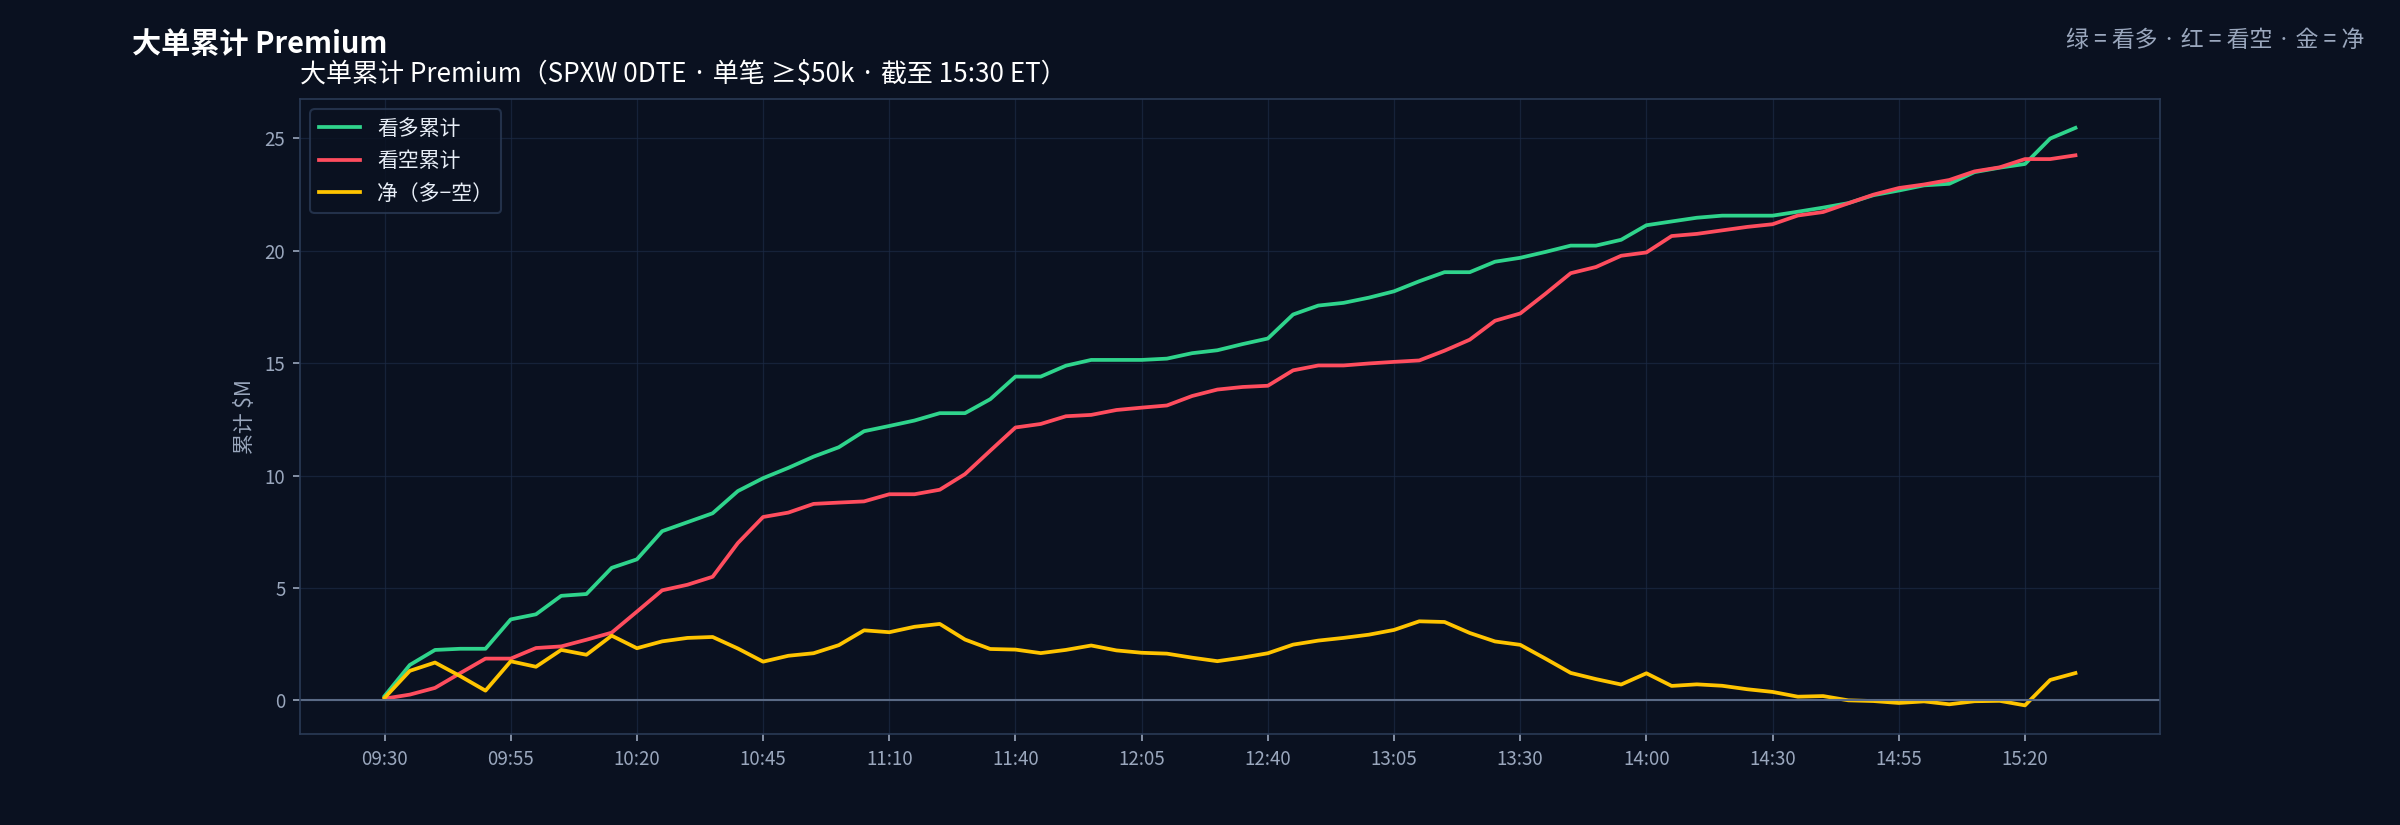 大单累计 Premium
绿 = 看多 · 红 = 看空 · 金 = 净
大单累计 Premium（SPXW 0DTE · 单笔 ≥$50k · 截至 15:30 ET）
看多累计
看空累计
净（多−空）
累计 $M
25
20
15
10
5
0
09:30 09:55 10:20 10:45 11:10 11:40 12:05 12:40 13:05 13:30 14:00 14:30 14:55 15:20